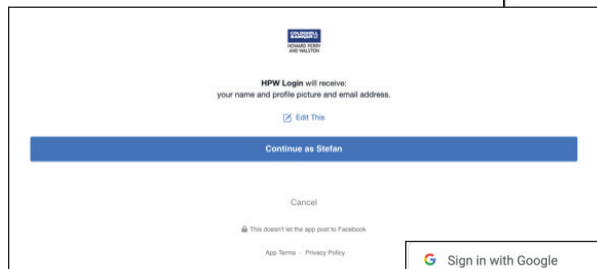 COLDWELL
BANKER
HOWARD PERRY
AND WALSTON
HPW Login will receive:
your name and profile picture and email address.
Edit This
Continue as Stefan
Cancel
This doesn't let the app post to Facebook
App Terms · Privacy Policy
G Sign in with Google